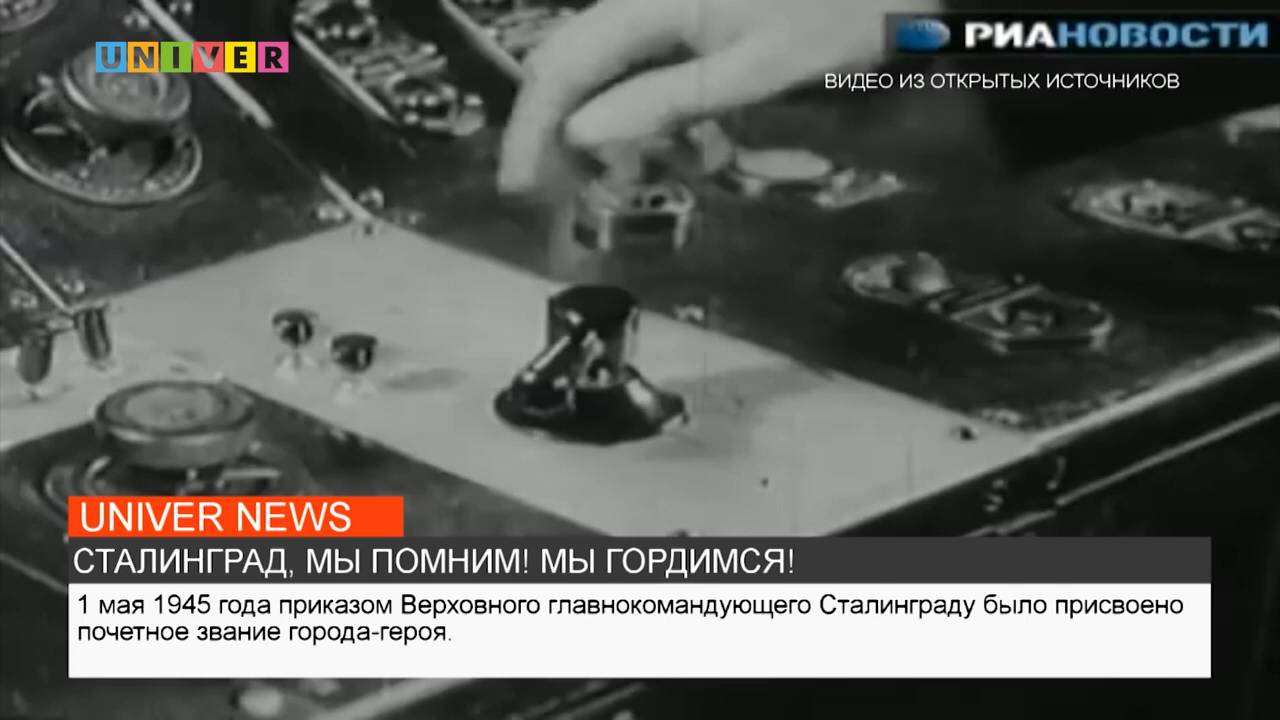 UNIVER
РИАНОВОСТИ
ВИДЕО ИЗ ОТКРЫТЫХ ИСТОЧНИКОВ
UNIVER NEWS
СТАЛИНГРАД, МЫ ПОМНИМ! МЫ ГОРДИМСЯ!
1 мая 1945 года приказом Верховного главнокомандующего Сталинграду было присвоено
почетное звание города-героя.